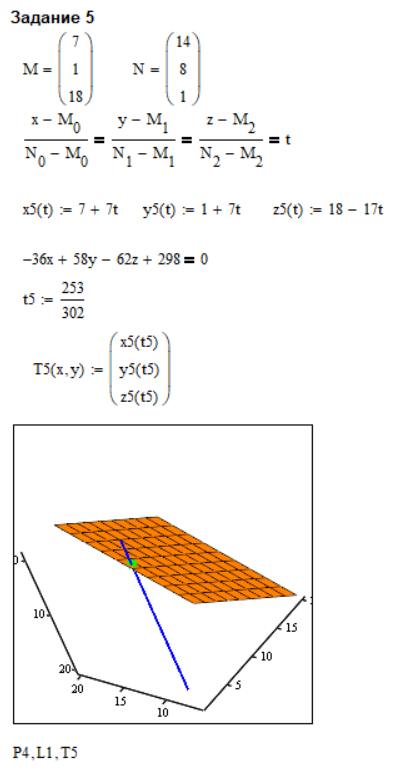 Задание 5
M = ( 7 1 18 ) N = ( 14 8 1 )
(x − M₀)/(N₀ − M₀) = (y − M₁)/(N₁ − M₁) = (z − M₂)/(N₂ − M₂) = t
x5(t) := 7 + 7t y5(t) := 1 + 7t z5(t) := 18 − 17t
−36x + 58y − 62z + 298 = 0
t5 := 253/302
T5(x,y) := ( x5(t5) y5(t5) z5(t5) )
0
10
20
20
15
10
5
10
15
P4,L1,T5